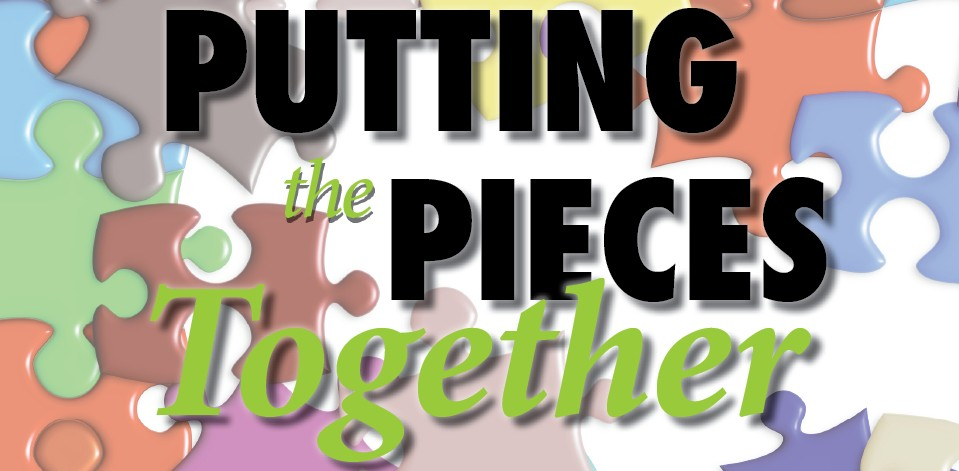 PUTTING
the PIECES
Together